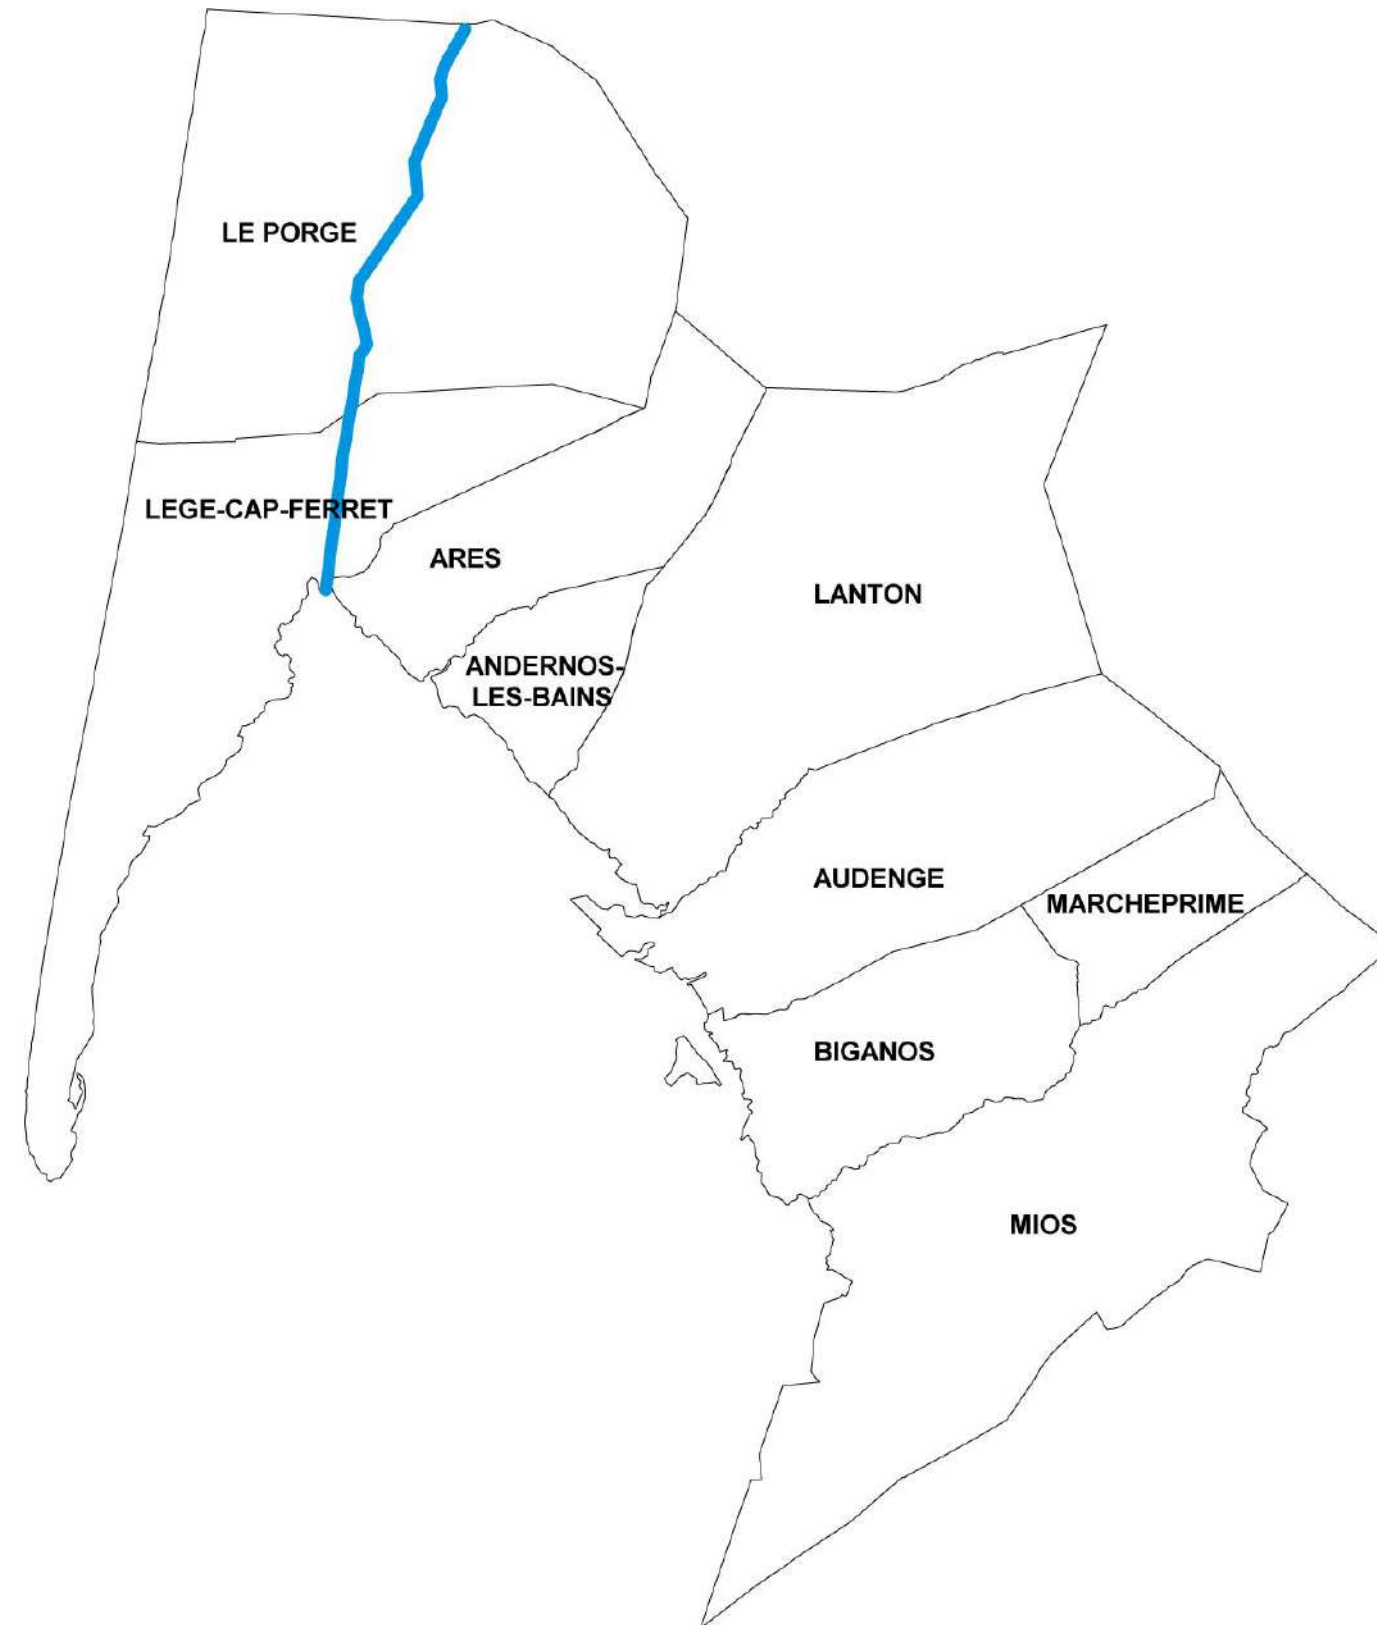 LE PORGE
LEGE-CAP-FERRET
ARES
LANTON
ANDERNOS-
LES-BAINS
AUDENGE
MARCHEPRIME
BIGANOS
MIOS